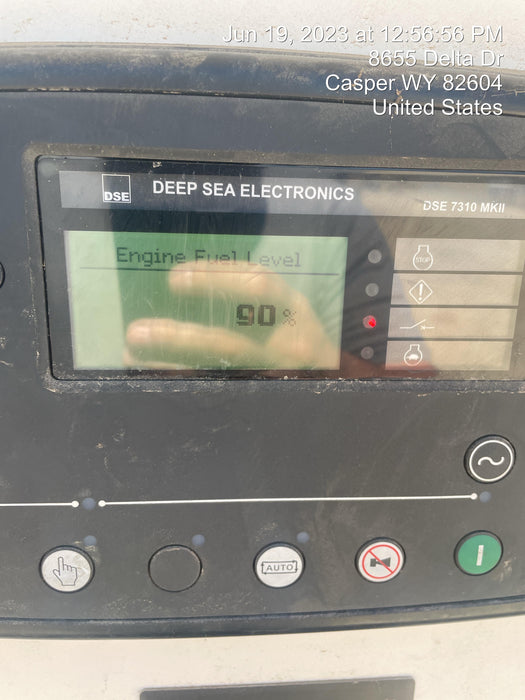 Jun 19, 2023 at 12:56:56 PM
8655 Delta Dr
Casper WY 82604
United States
DSE
DEEP SEA ELECTRONICS
DSE 7310 MKII
Engine Fuel Level
STOP
!
90 %
AUTO
I